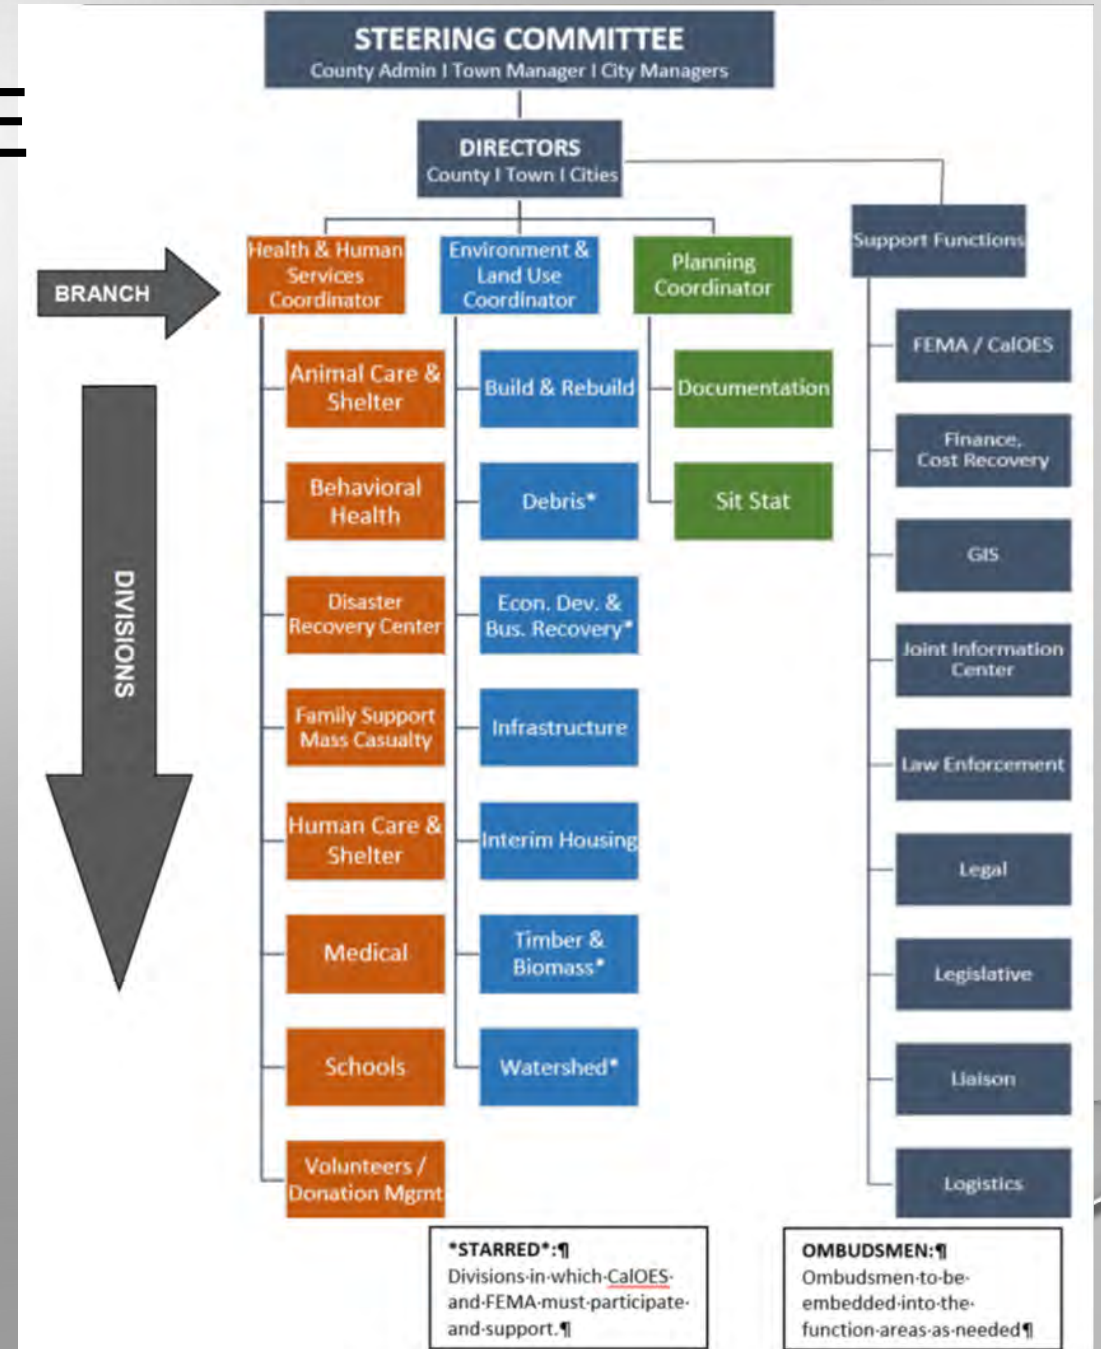 STEERING COMMITTEE
County Admin I Town Manager I City Managers
DIRECTORS
County I Town I Cities
Support Functions
BRANCH
Health & Human
Services
Coordinator
Environment &
Land Use
Coordinator
Planning
Coordinator
DIVISIONS
Animal Care &
Shelter
Behavioral
Health
Disaster
Recovery Center
Family Support
Mass Casualty
Human Care &
Shelter
Medical
Schools
Volunteers /
Donation Mgmt
Build & Rebuild
Debris*
Econ. Dev. &
Bus. Recovery*
Infrastructure
Interim Housing
Timber &
Biomass*
Watershed*
Documentation
Sit Stat
FEMA / CalOES
Finance,
Cost Recovery
GIS
Joint Information
Center
Law Enforcement
Legal
Legislative
Liaison
Logistics
*STARRED*:¶
Divisions·in·which·CalOES·
and·FEMA·must·participate·
and·support.¶
OMBUDSMEN:¶
Ombudsmen·to·be·
embedded·into·the·
function·areas·as·needed¶